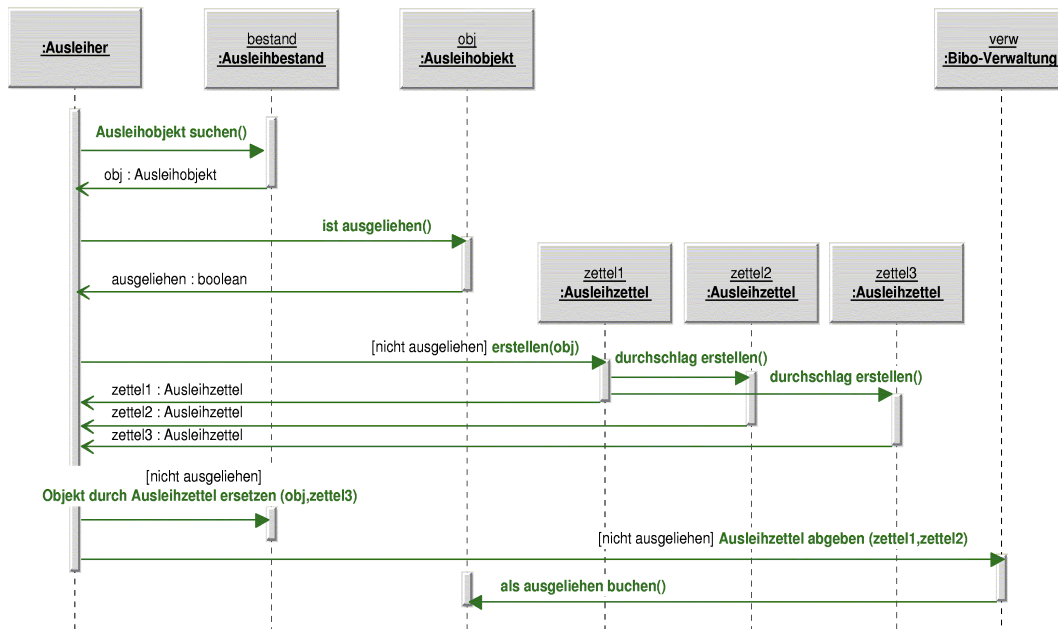 :Ausleiher
bestand
:Ausleihbestand
obj
:Ausleihobjekt
verw
:Bibo-Verwaltung
Ausleihobjekt suchen()
obj : Ausleihobjekt
ist ausgeliehen()
ausgeliehen : boolean
zettel1
:Ausleihzettel
zettel2
:Ausleihzettel
zettel3
:Ausleihzettel
[nicht ausgeliehen] erstellen(obj)
durchschlag erstellen()
durchschlag erstellen()
zettel1 : Ausleihzettel
zettel2 : Ausleihzettel
zettel3 : Ausleihzettel
[nicht ausgeliehen]
Objekt durch Ausleihzettel ersetzen (obj,zettel3)
[nicht ausgeliehen] Ausleihzettel abgeben (zettel1,zettel2)
als ausgeliehen buchen()